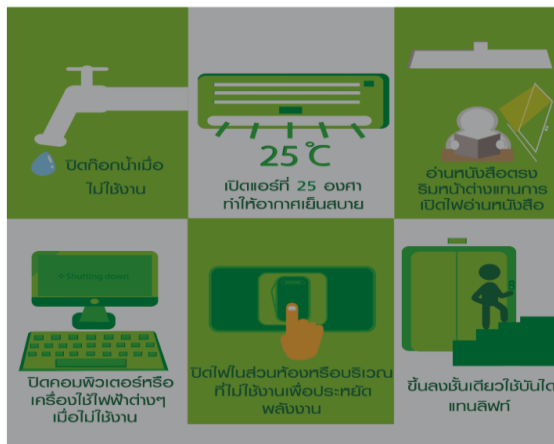 ปิดก๊อกน้ำเมื่อ
ไม่ใช้งาน
25 ℃
เปิดแอร์ที่ 25 องศา
ทำให้อากาศเย็นสบาย
อ่านหนังสือตรง
ริมหน้าต่างแทนการ
เปิดไฟอ่านหนังสือ
Shutting down
ปิดคอมพิวเตอร์หรือ
เครื่องใช้ไฟฟ้าต่างๆ
เมื่อไม่ใช้งาน
ปิดไฟในส่วนห้องหรือบริเวณ
ที่ไม่ใช้งานเพื่อประหยัด
พลังงาน
ขึ้นลงชั้นเดียวใช้บันได
แทนลิฟท์